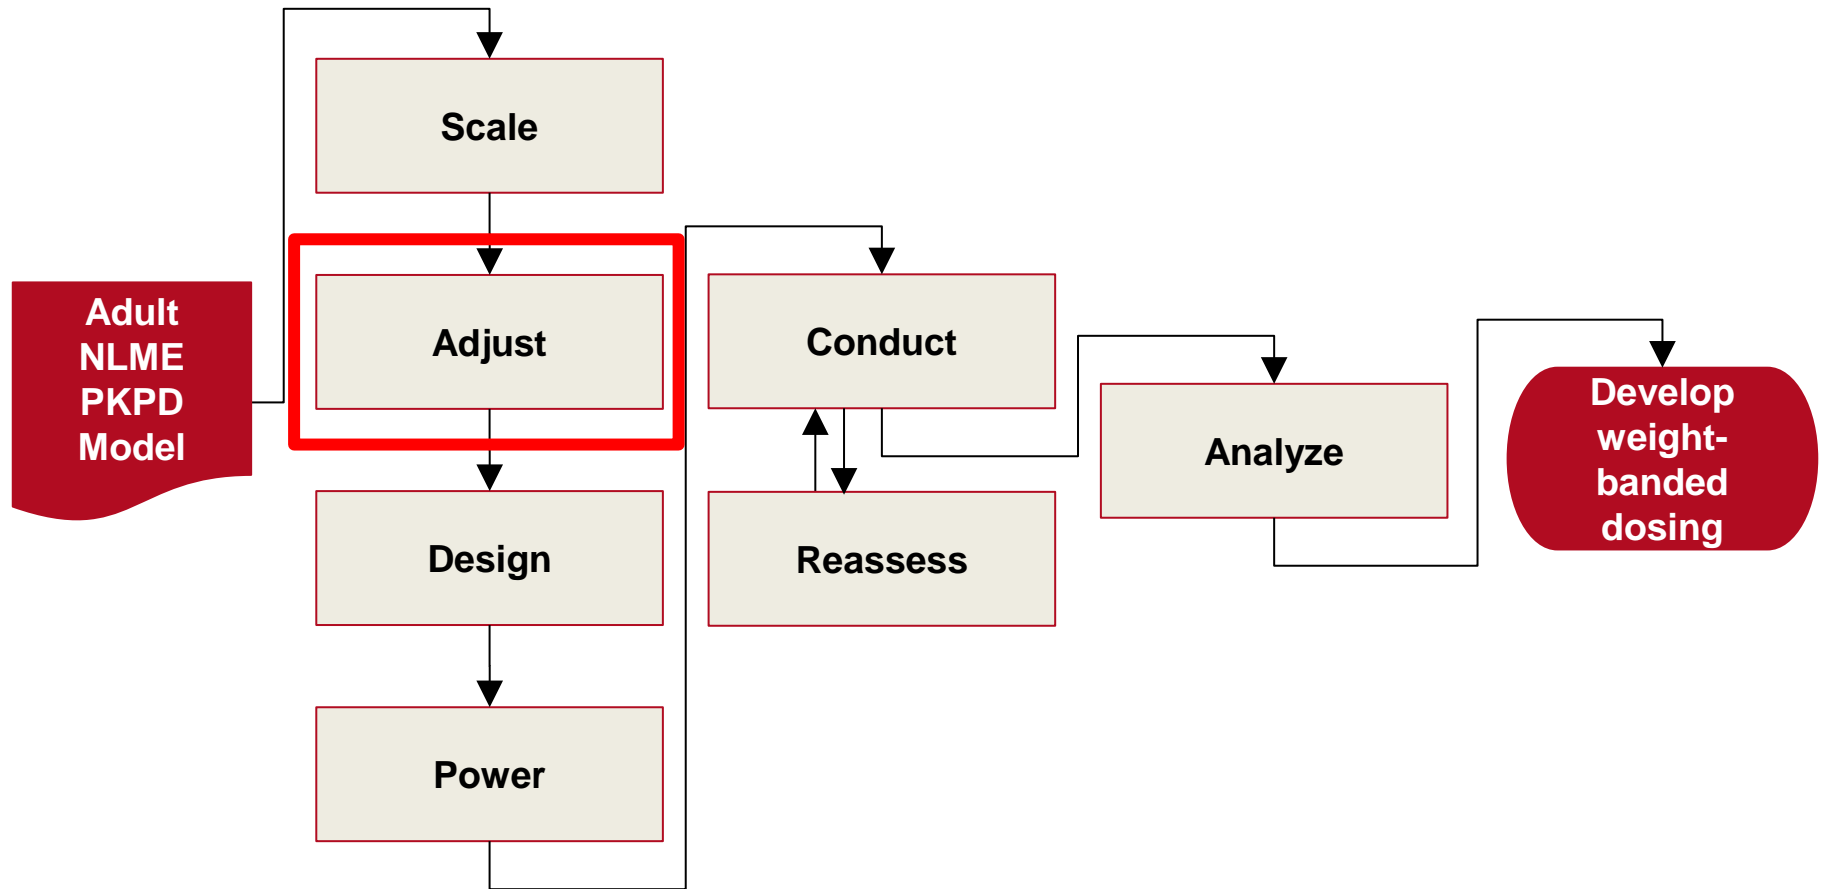 Adult
NLME
PKPD
Model
Scale
Adjust
Design
Power
Conduct
Reassess
Analyze
Develop
weight-
banded
dosing